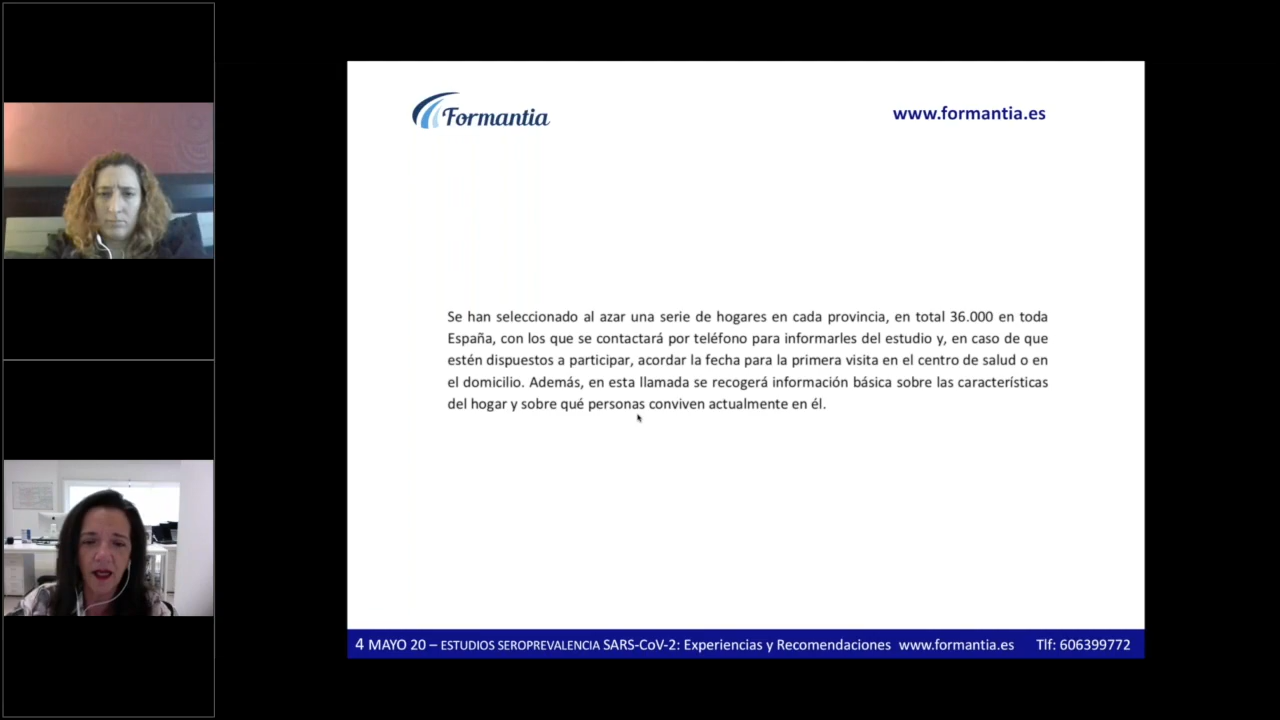 Formantia
www.formantia.es
Se han seleccionado al azar una serie de hogares en cada provincia, en total 36.000 en toda
España, con los que se contactará por teléfono para informarles del estudio y, en caso de que
estén dispuestos a participar, acordar la fecha para la primera visita en el centro de salud o en
el domicilio. Además, en esta llamada se recogerá información básica sobre las características
del hogar y sobre qué personas conviven actualmente en él.
4 MAYO 20 – ESTUDIOS SEROPREVALENCIA SARS-CoV-2: Experiencias y Recomendaciones www.formantia.es Tlf: 606399772